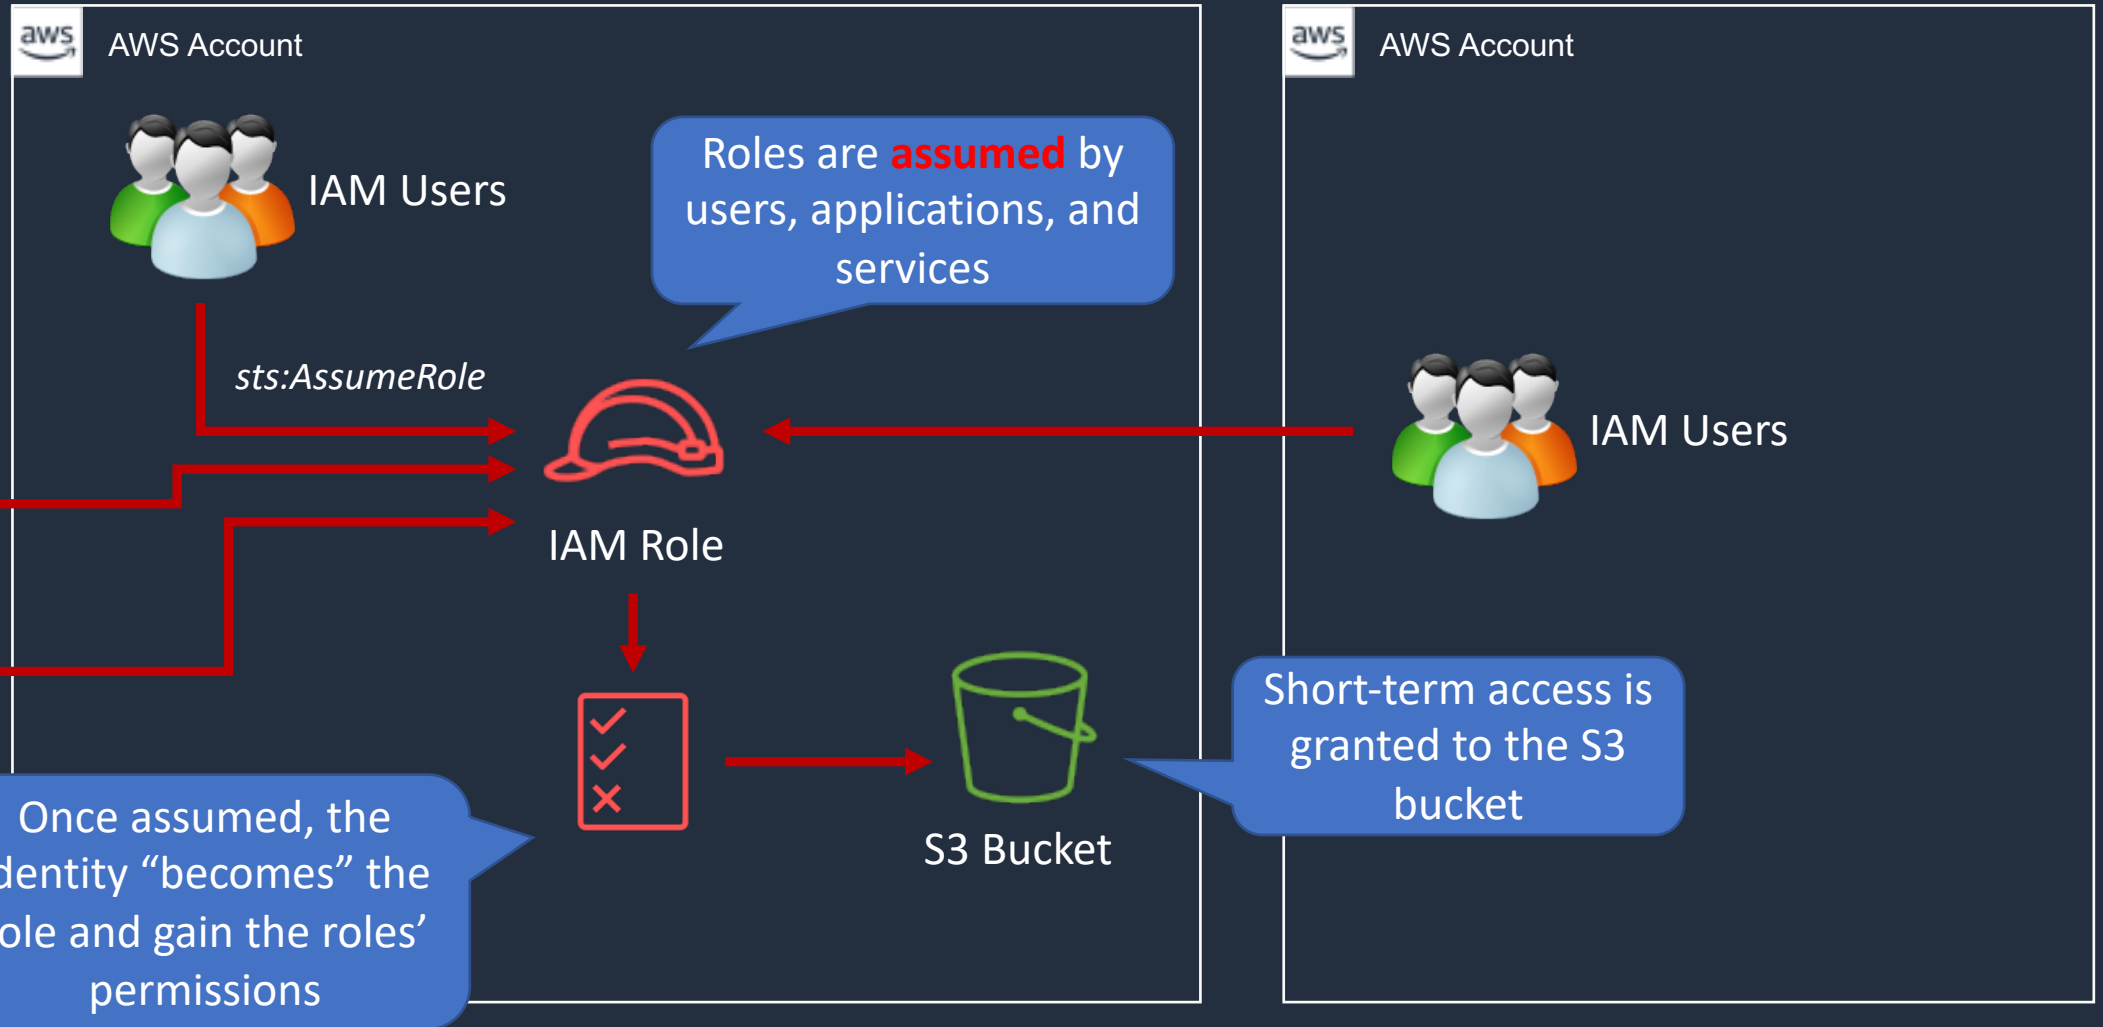 aws
AWS Account
IAM Users
Roles are assumed by
users, applications, and
services
sts:AssumeRole
IAM Role
S3 Bucket
Once assumed, the
dentity “becomes” the
ole and gain the roles’
permissions
aws
AWS Account
IAM Users
Short-term access is
granted to the S3
bucket